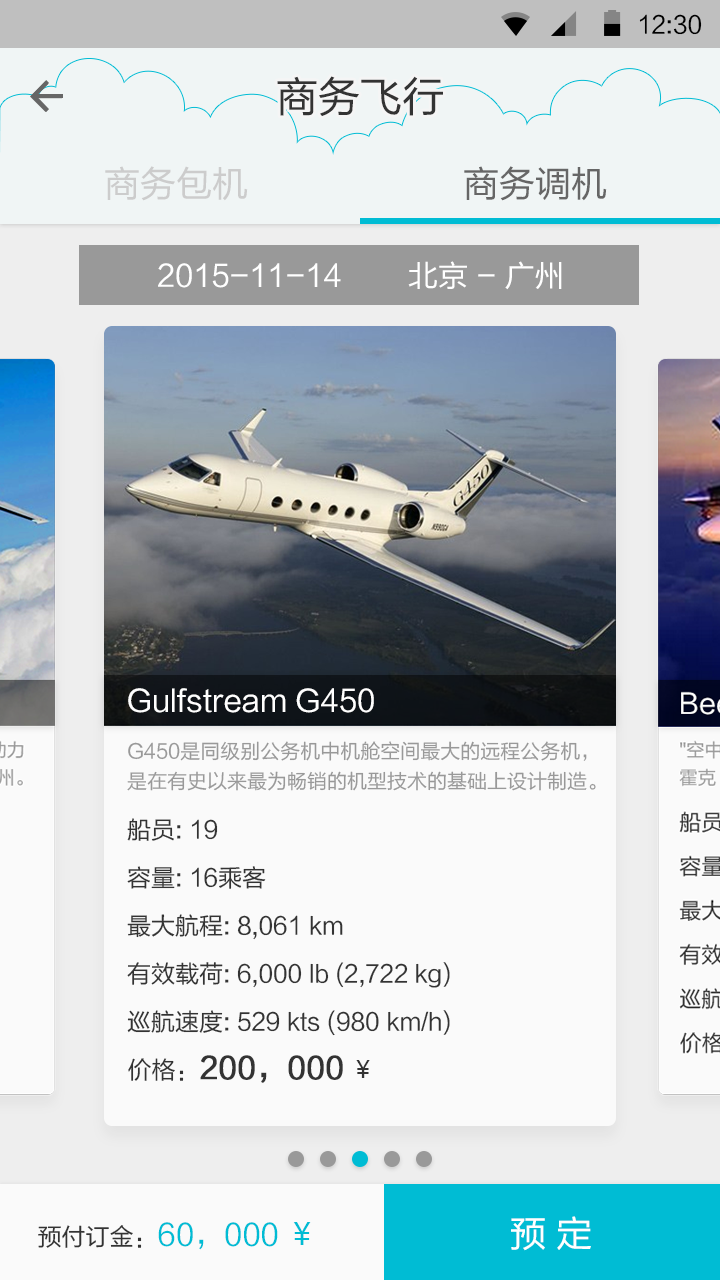 12:30
商务飞行
商务包机
商务调机
2015-11-14 北京 - 广州
G450
N990GA
Gulfstream G450
G450是同级别公务机中机舱空间最大的远程公务机，
是在有史以来最为畅销的机型技术的基础上设计制造。
船员: 19
容量: 16乘客
最大航程: 8,061 km
有效载荷: 6,000 lb (2,722 kg)
巡航速度: 529 kts (980 km/h)
价格：200，000 ¥
力
州。
Bee
"空中
霍克
船员
容量
最大
有效
巡航
价格
预付订金：60，000 ¥
预 定